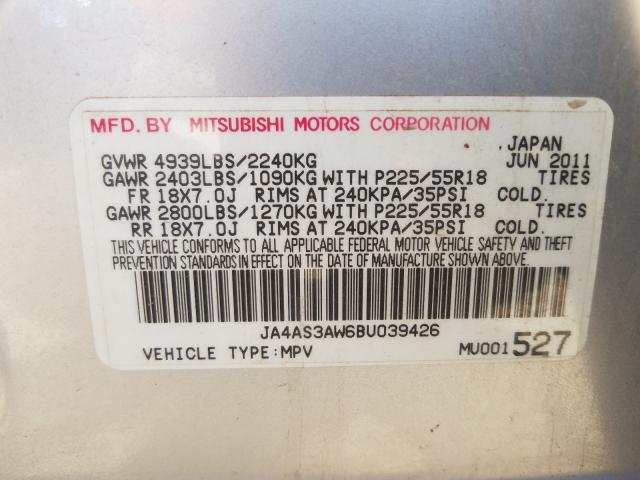 MFD. BY MITSUBISHI MOTORS CORPORATION
JAPAN
GVWR 4939LBS/2240KG JUN 2011
GAWR 2403LBS/1090KG WITH P225/55R18 TIRES
FR 18X7.0J RIMS AT 240KPA/35PSI COLD.
GAWR 2800LBS/1270KG WITH P225/55R18 TIRES
RR 18X7.0J RIMS AT 240KPA/35PSI COLD.
THIS VEHICLE CONFORMS TO ALL APPLICABLE FEDERAL MOTOR VEHICLE SAFETY AND THEFT
PREVENTION STANDARDS IN EFFECT ON THE DATE OF MANUFACTURE SHOWN ABOVE.
JA4AS3AW6BU039426
VEHICLE TYPE:MPV MU001527